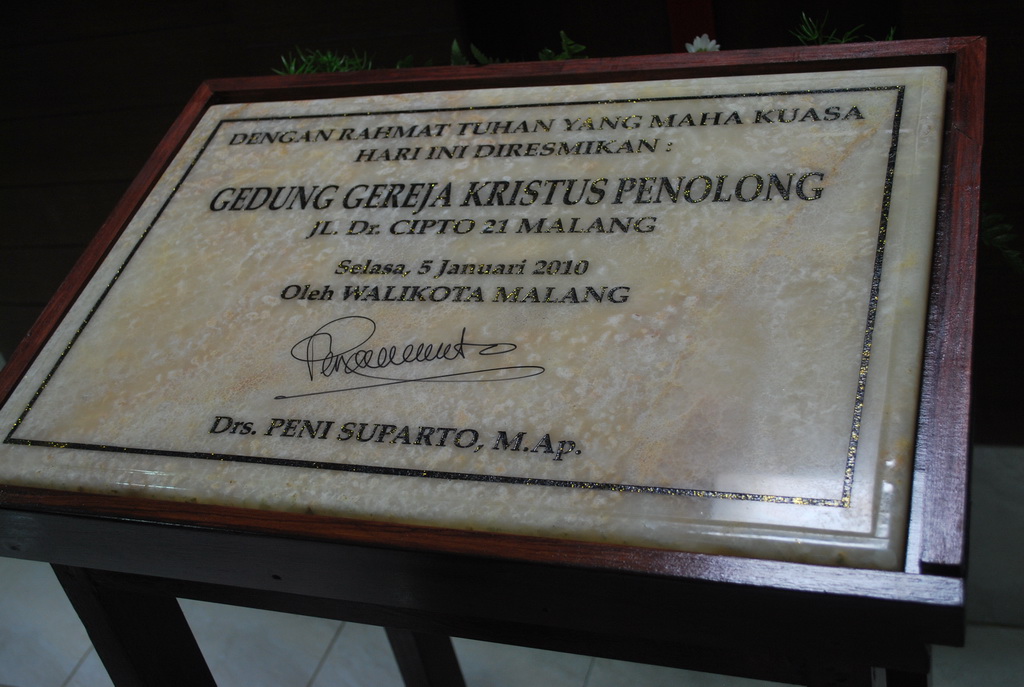 DENGAN RAHMAT TUHAN YANG MAHA KUASA
HARI INI DIRESMIKAN :
GEDUNG GEREJA KRISTUS PENOLONG
JL. Dr. CIPTO 21 MALANG
Selasa, 5 Januari 2010
Oleh WALIKOTA MALANG
Drs. PENI SUPARTO, M.Ap.